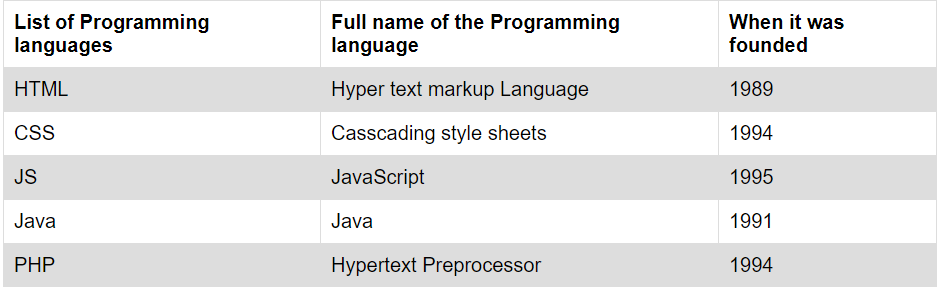 List of Programming languages Full name of the Programming language When it was founded
HTML Hyper text markup Language 1989
CSS Casscading style sheets 1994
JS JavaScript 1995
Java Java 1991
PHP Hypertext Preprocessor 1994